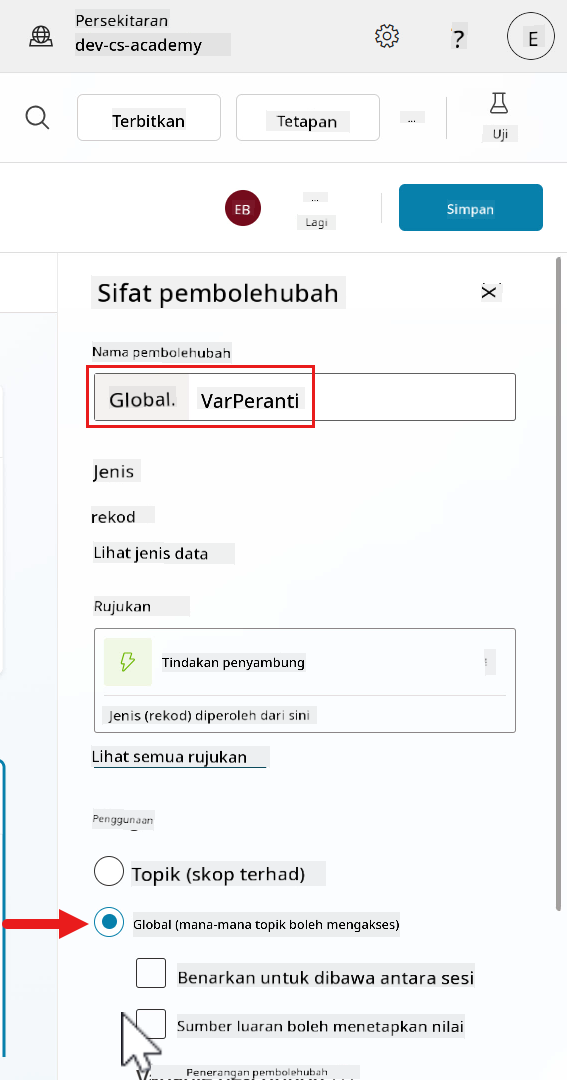 Persekitaran
dev-cs-academy
?
E
Terbitkan
Tetapan
...
Uji
EB
...
Lagi
Simpan
Sifat pembolehubah
Nama pembolehubah
Global. VarPeranti
Jenis
rekod
Lihat jenis data
Rujukan
Tindakan penyambung
Jenis (rekod) diperoleh dari sini
Lihat semua rujukan
Penggunaan
Topik (skop terhad)
Global (mana-mana topik boleh mengakses)
Benarkan untuk dibawa antara sesi
Sumber luaran boleh menetapkan nilai
Penerangan pembolehubah